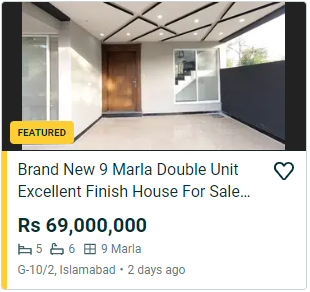 FEATURED
Brand New 9 Marla Double Unit
Excellent Finish House For Sale...
Rs 69,000,000
5 6 9 Marla
G-10/2, Islamabad • 2 days ago